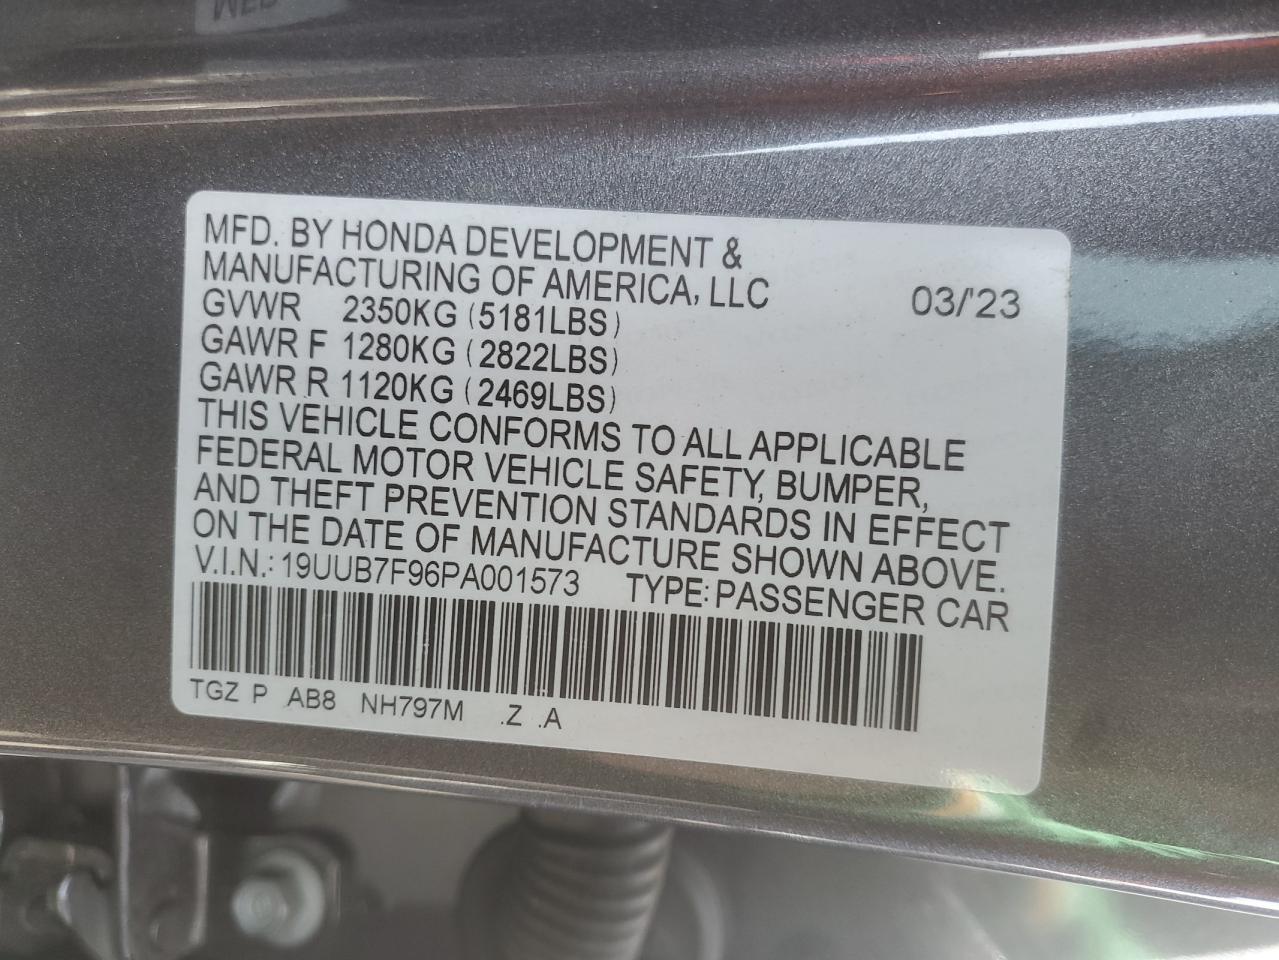 MFD. BY HONDA DEVELOPMENT &
MANUFACTURING OF AMERICA, LLC 03/'23
GVWR 2350KG (5181LBS)
GAWR F 1280KG (2822LBS)
GAWR R 1120KG (2469LBS)
THIS VEHICLE CONFORMS TO ALL APPLICABLE
FEDERAL MOTOR VEHICLE SAFETY, BUMPER,
AND THEFT PREVENTION STANDARDS IN EFFECT
ON THE DATE OF MANUFACTURE SHOWN ABOVE.
V.I.N.: 19UUB7F96PA001573 TYPE: PASSENGER CAR
TGZ P AB8 NH797M .Z .A